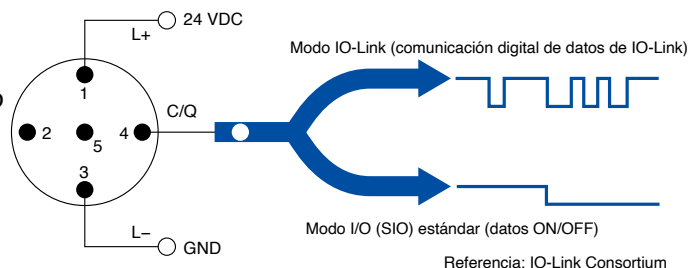 24 VDC
L+
Modo IO-Link (comunicación digital de datos de IO-Link)
1
C/Q
2
5
4
3
L–
GND
Modo I/O (SIO) estándar (datos ON/OFF)
Referencia: IO-Link Consortium